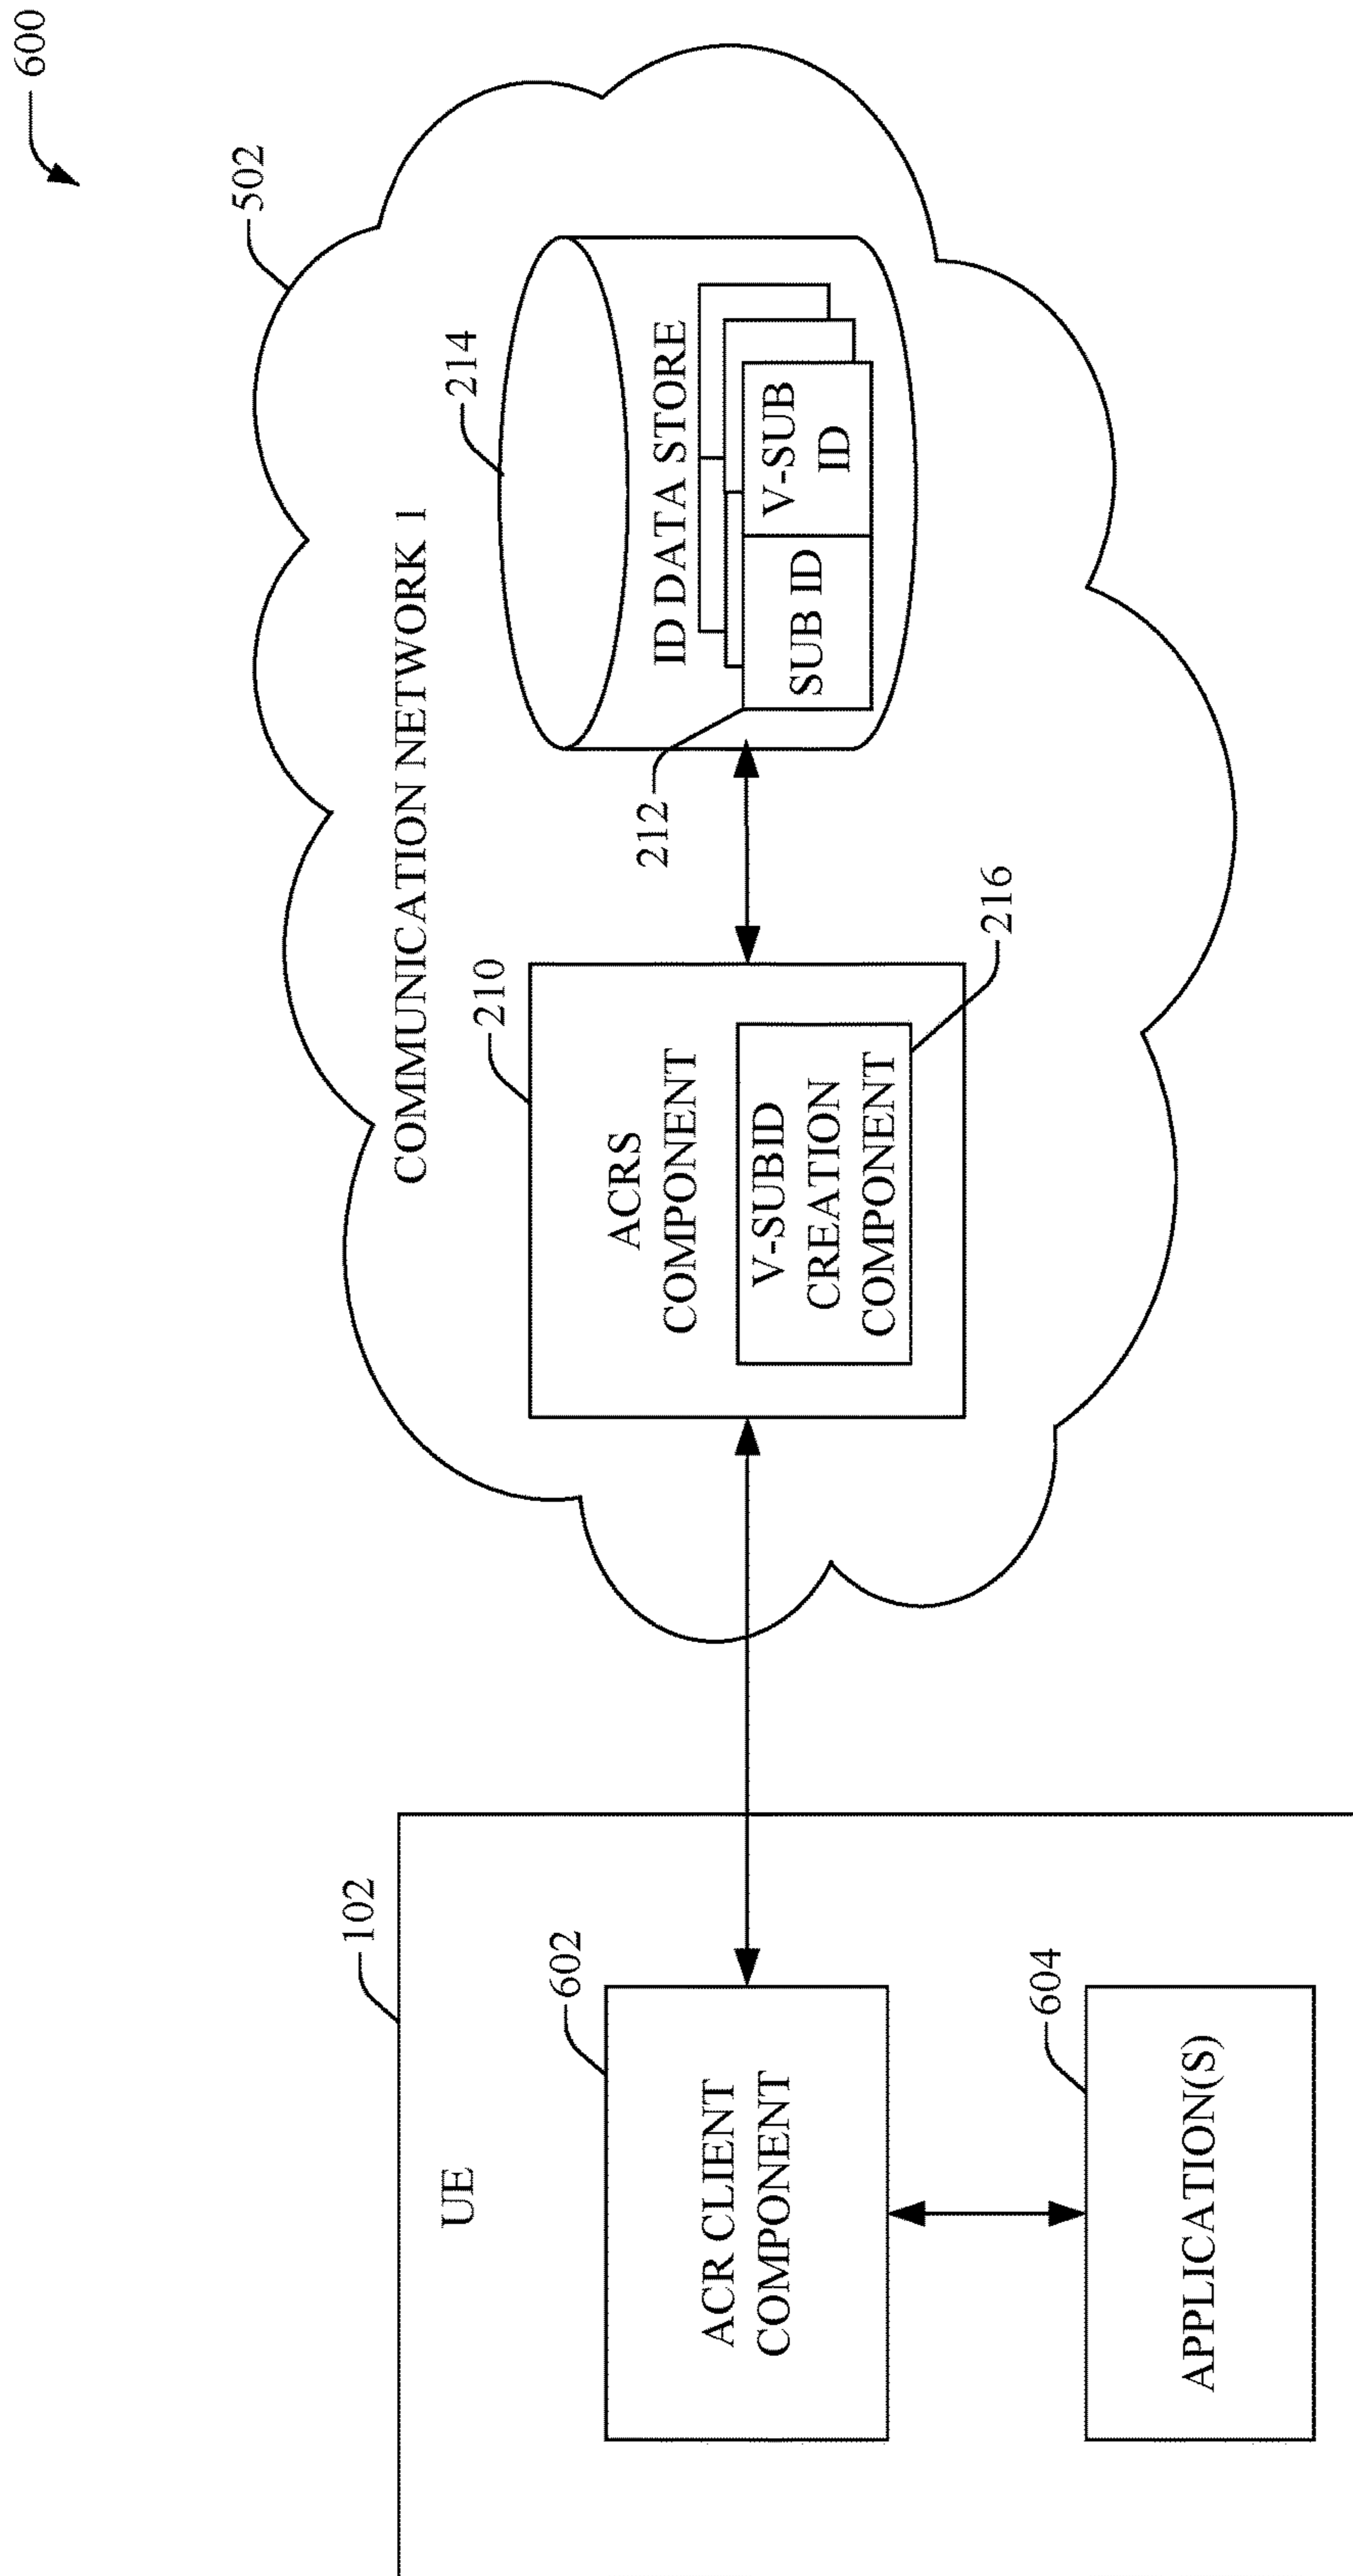 600
502
COMMUNICATION NETWORK 1
214
ID DATA STORE
SUB ID
V-SUB
ID
212
210
ACRS
COMPONENT
V-SUBID
CREATION
COMPONENT
216
102
UE
602
ACR CLIENT
COMPONENT
604
APPLICATION(S)